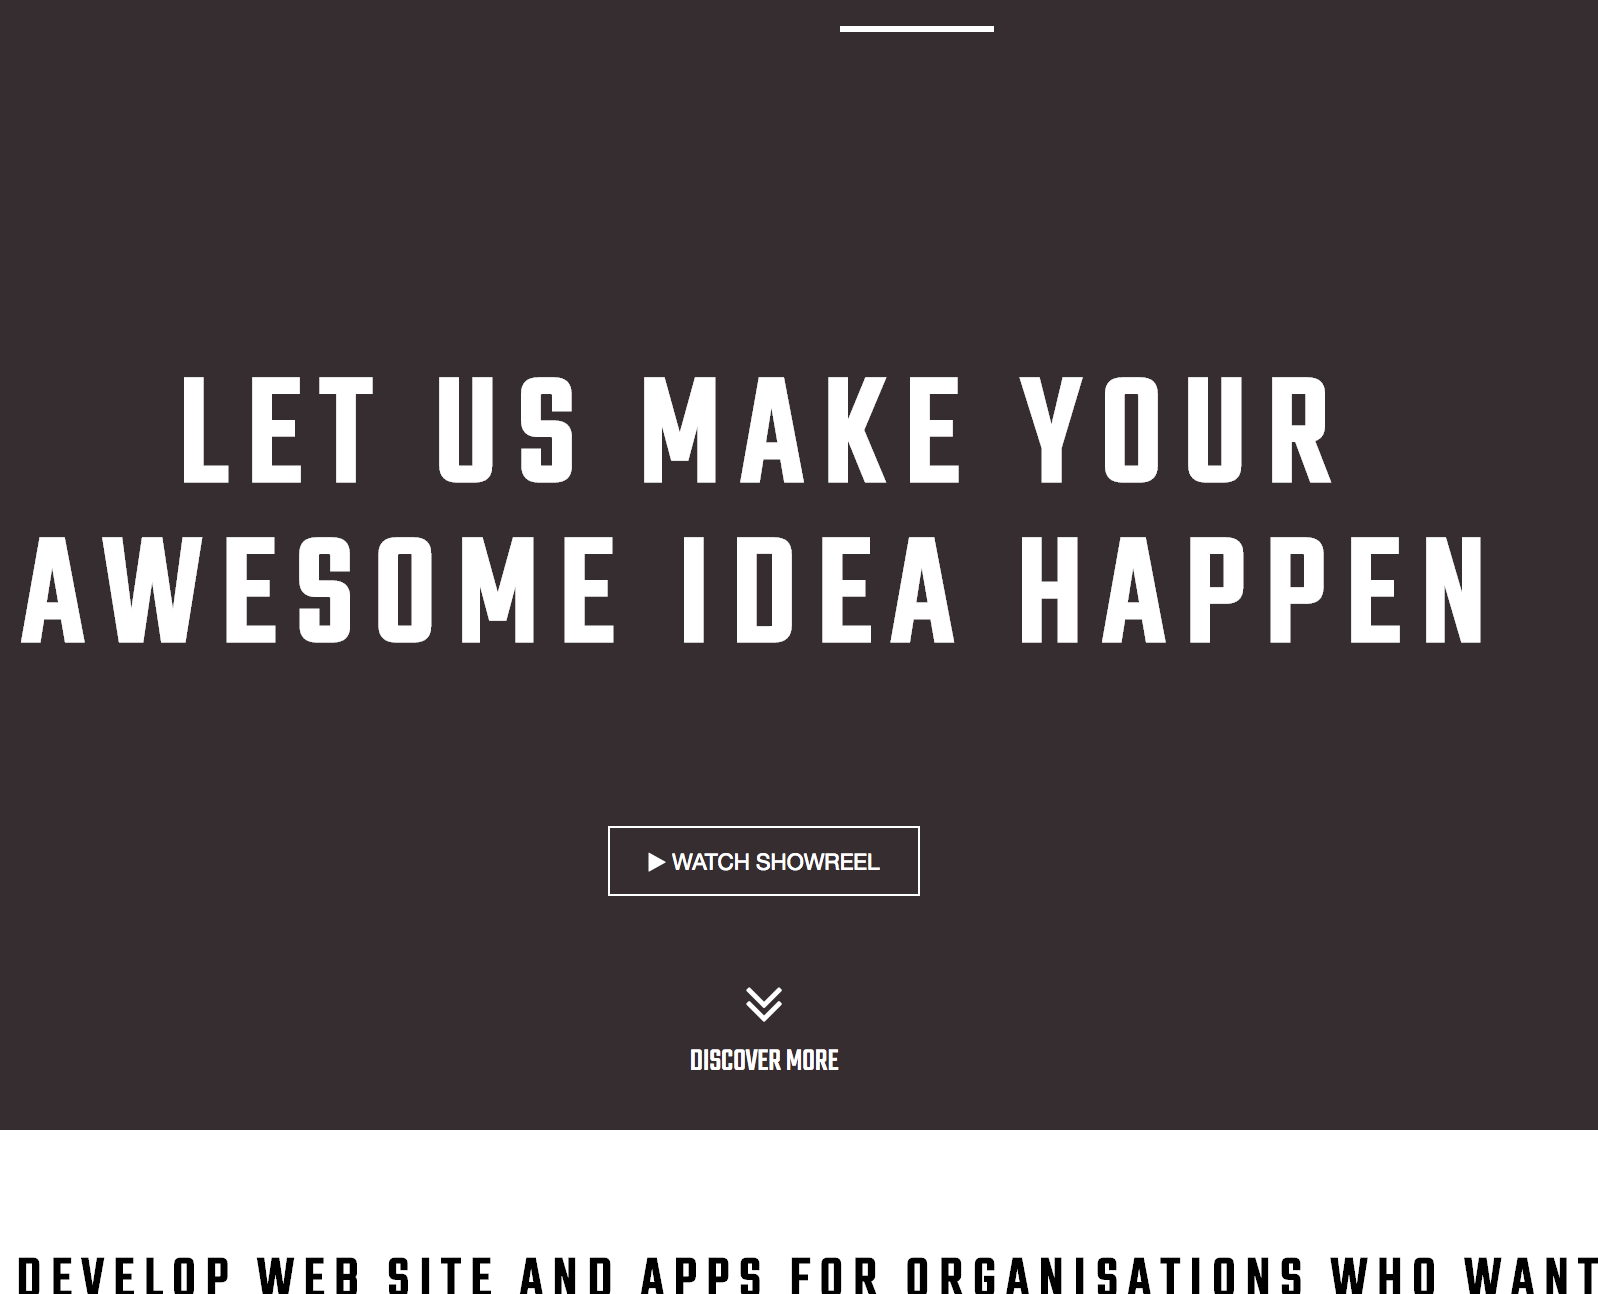 LET US MAKE YOUR
AWESOME IDEA HAPPEN
WATCH SHOWREEL
DISCOVER MORE
DEVELOP WEB SITE AND APPS FOR ORGANISATIONS WHO WANT